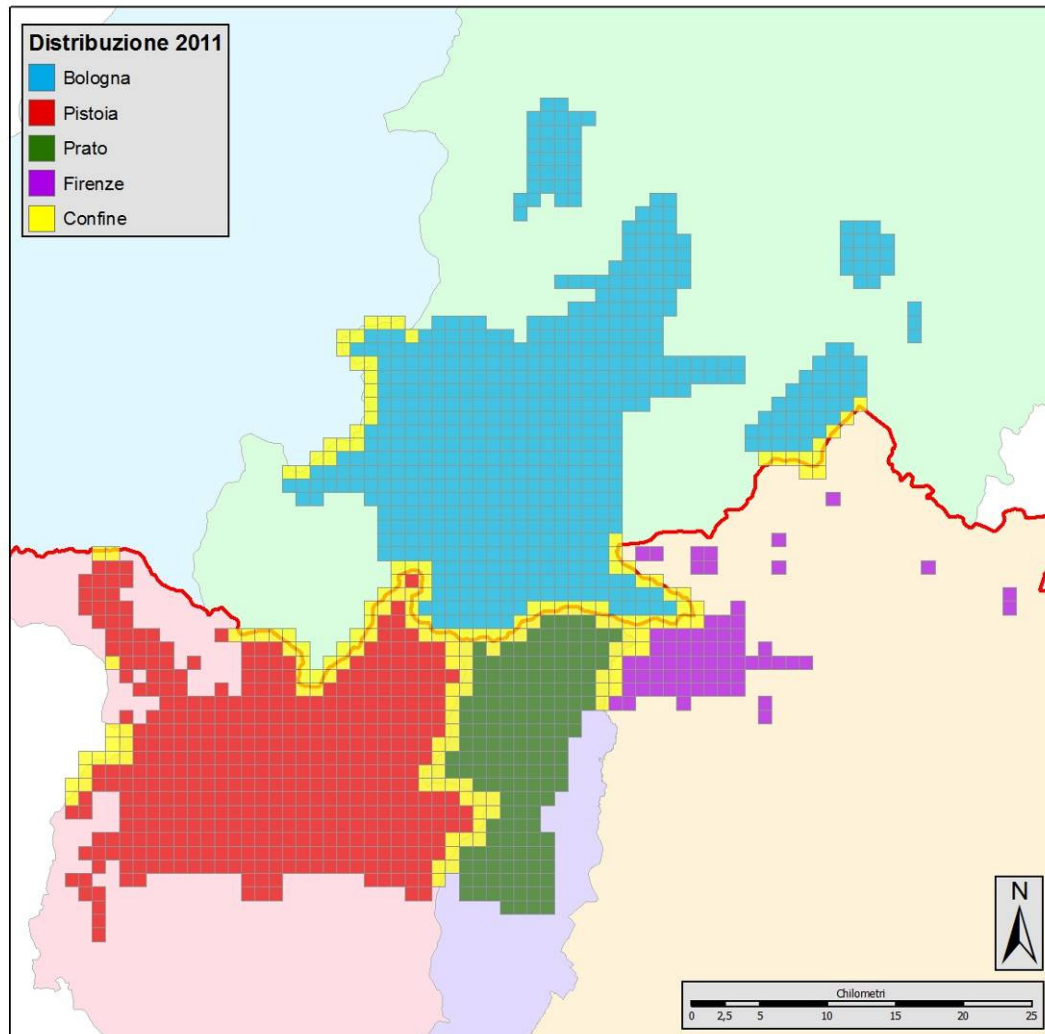 Distribuzione 2011
Bologna
Pistoia
Prato
Firenze
Confine
N
Chilometri
0 2,5 5 10 15 20 25